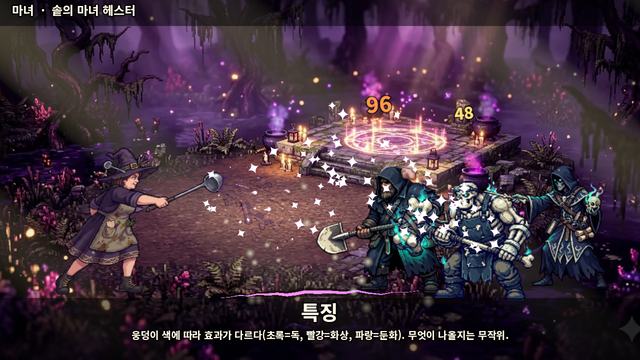 마녀 · 솥의 마녀 헤스터
96
48
특징
웅덩이 색에 따라 효과가 다르다(초록=독, 빨강=화상, 파랑=둔화). 무엇이 나올지는 무작위.